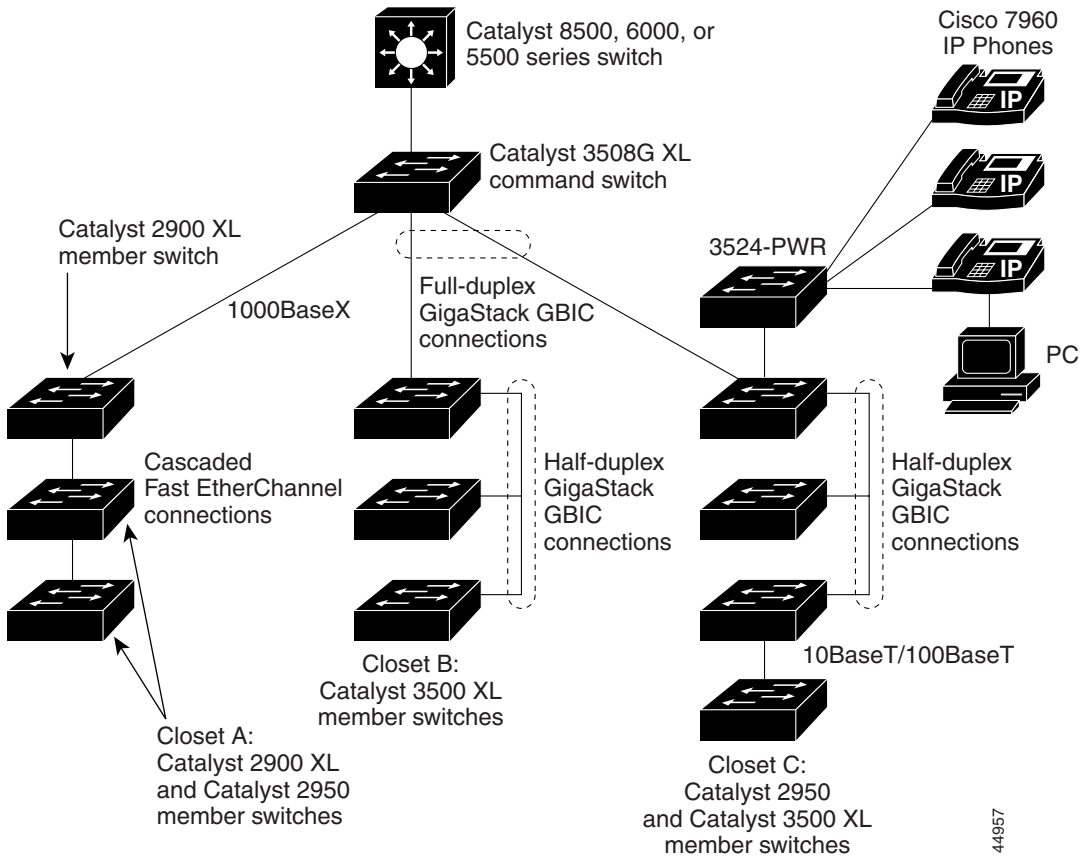 Catalyst 8500, 6000, or
5500 series switch
Cisco 7960
IP Phones
IP
IP
IP
Catalyst 3508G XL
command switch
Catalyst 2900 XL
member switch
3524-PWR
1000BaseX
Full-duplex
GigaStack GBIC
connections
PC
Cascaded
Fast EtherChannel
connections
Half-duplex
GigaStack
GBIC
connections
Half-duplex
GigaStack
GBIC
connections
10BaseT/100BaseT
Closet B:
Catalyst 3500 XL
member switches
Closet A:
Catalyst 2900 XL
and Catalyst 2950
member switches
Closet C:
Catalyst 2950
and Catalyst 3500 XL
member switches
44957